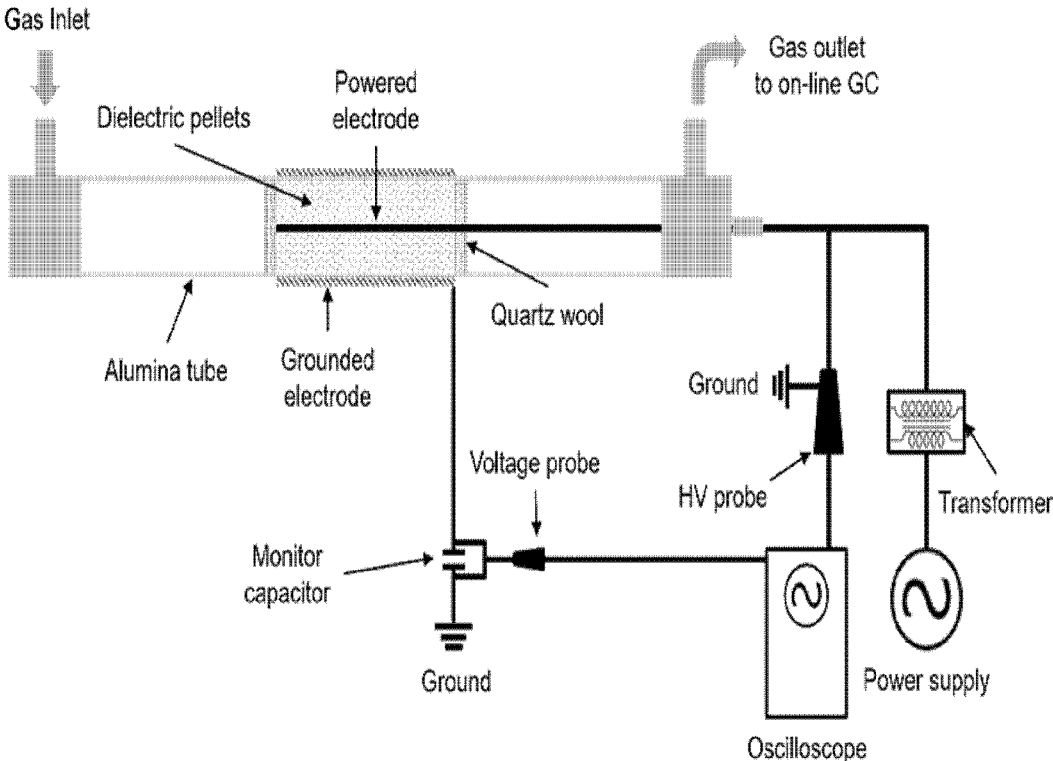 Gas Inlet
Gas outlet
to on-line GC
Powered
electrode
Dielectric pellets
Quartz wool
Alumina tube
Grounded
electrode
Ground
Voltage probe
HV probe
Transformer
Monitor
capacitor
Ground
Power supply
Oscilloscope